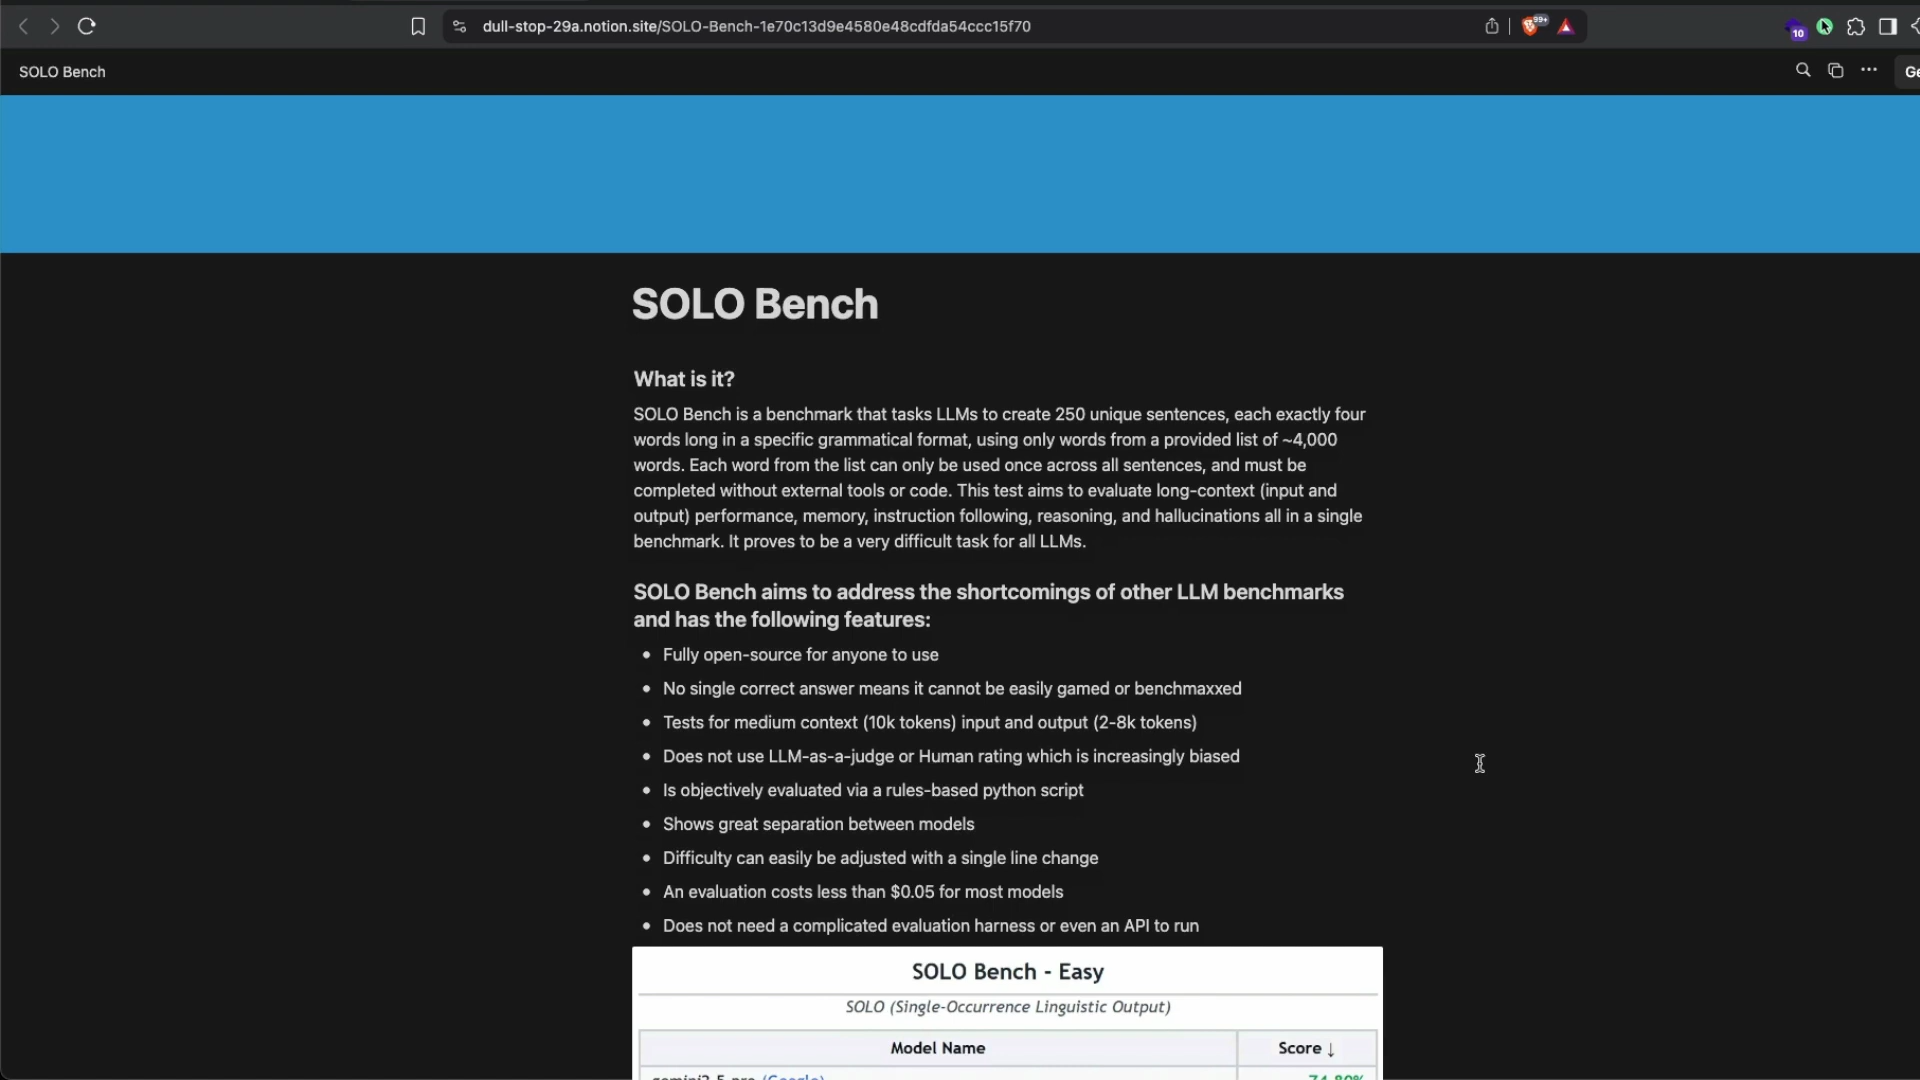 dull-stop-29a.notion.site/SOLO-Bench-1e70c13d9e4580e48cdfda54ccc15f70
99+
10
SOLO Bench
Ge
SOLO Bench
What is it?
SOLO Bench is a benchmark that tasks LLMs to create 250 unique sentences, each exactly four
words long in a specific grammatical format, using only words from a provided list of ~4,000
words. Each word from the list can only be used once across all sentences, and must be
completed without external tools or code. This test aims to evaluate long-context (input and
output) performance, memory, instruction following, reasoning, and hallucinations all in a single
benchmark. It proves to be a very difficult task for all LLMs.
SOLO Bench aims to address the shortcomings of other LLM benchmarks
and has the following features:
• Fully open-source for anyone to use
• No single correct answer means it cannot be easily gamed or benchmaxxed
• Tests for medium context (10k tokens) input and output (2-8k tokens)
• Does not use LLM-as-a-judge or Human rating which is increasingly biased
• Is objectively evaluated via a rules-based python script
• Shows great separation between models
• Difficulty can easily be adjusted with a single line change
• An evaluation costs less than $0.05 for most models
• Does not need a complicated evaluation harness or even an API to run
SOLO Bench - Easy
SOLO (Single-Occurrence Linguistic Output)
Model Name Score ↓
gemini2.5-pro (Google) 74.80%